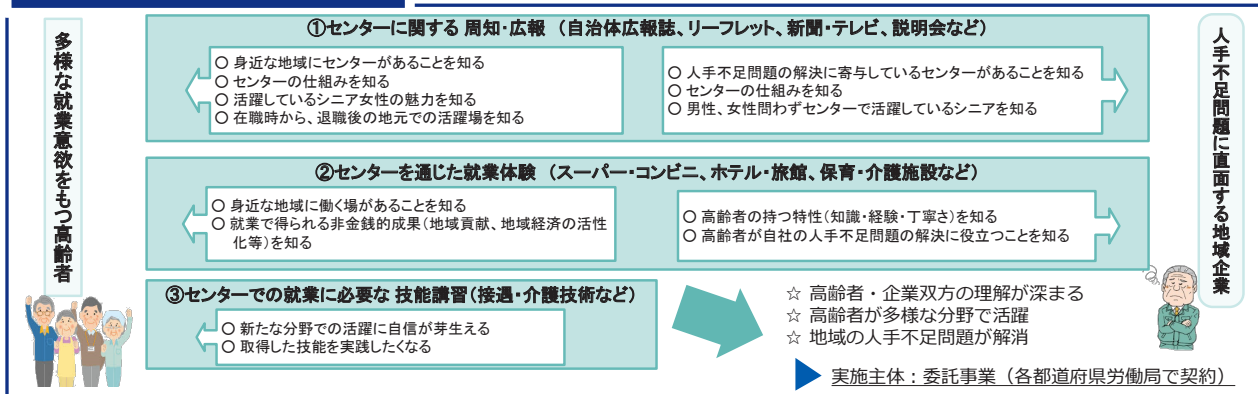 多様な就業意欲をもつ高齢者
①センターに関する 周知・広報 （自治体広報誌、リーフレット、新聞・テレビ、説明会など）
○ 身近な地域にセンターがあることを知る
○ センターの仕組みを知る
○ 活躍しているシニア女性の魅力を知る
○ 在職時から、退職後の地元での活躍場を知る
○ 人手不足問題の解決に寄与しているセンターがあることを知る
○ センターの仕組みを知る
○ 男性、女性問わずセンターで活躍しているシニアを知る
②センターを通じた就業体験 （スーパー・コンビニ、ホテル・旅館、保育・介護施設など）
○ 身近な地域に働く場があることを知る
○ 就業で得られる非金銭的成果（地域貢献、地域経済の活性
化等）を知る
○ 高齢者の持つ特性（知識・経験・丁寧さ）を知る
○ 高齢者が自社の人手不足問題の解決に役立つことを知る
③センターでの就業に必要な 技能講習（接遇・介護技術など）
○ 新たな分野での活躍に自信が芽生える
○ 取得した技能を実践したくなる
☆ 高齢者・企業双方の理解が深まる
☆ 高齢者が多様な分野で活躍
☆ 地域の人手不足問題が解消
実施主体：委託事業（各都道府県労働局で契約）
人手不足問題に直面する地域企業